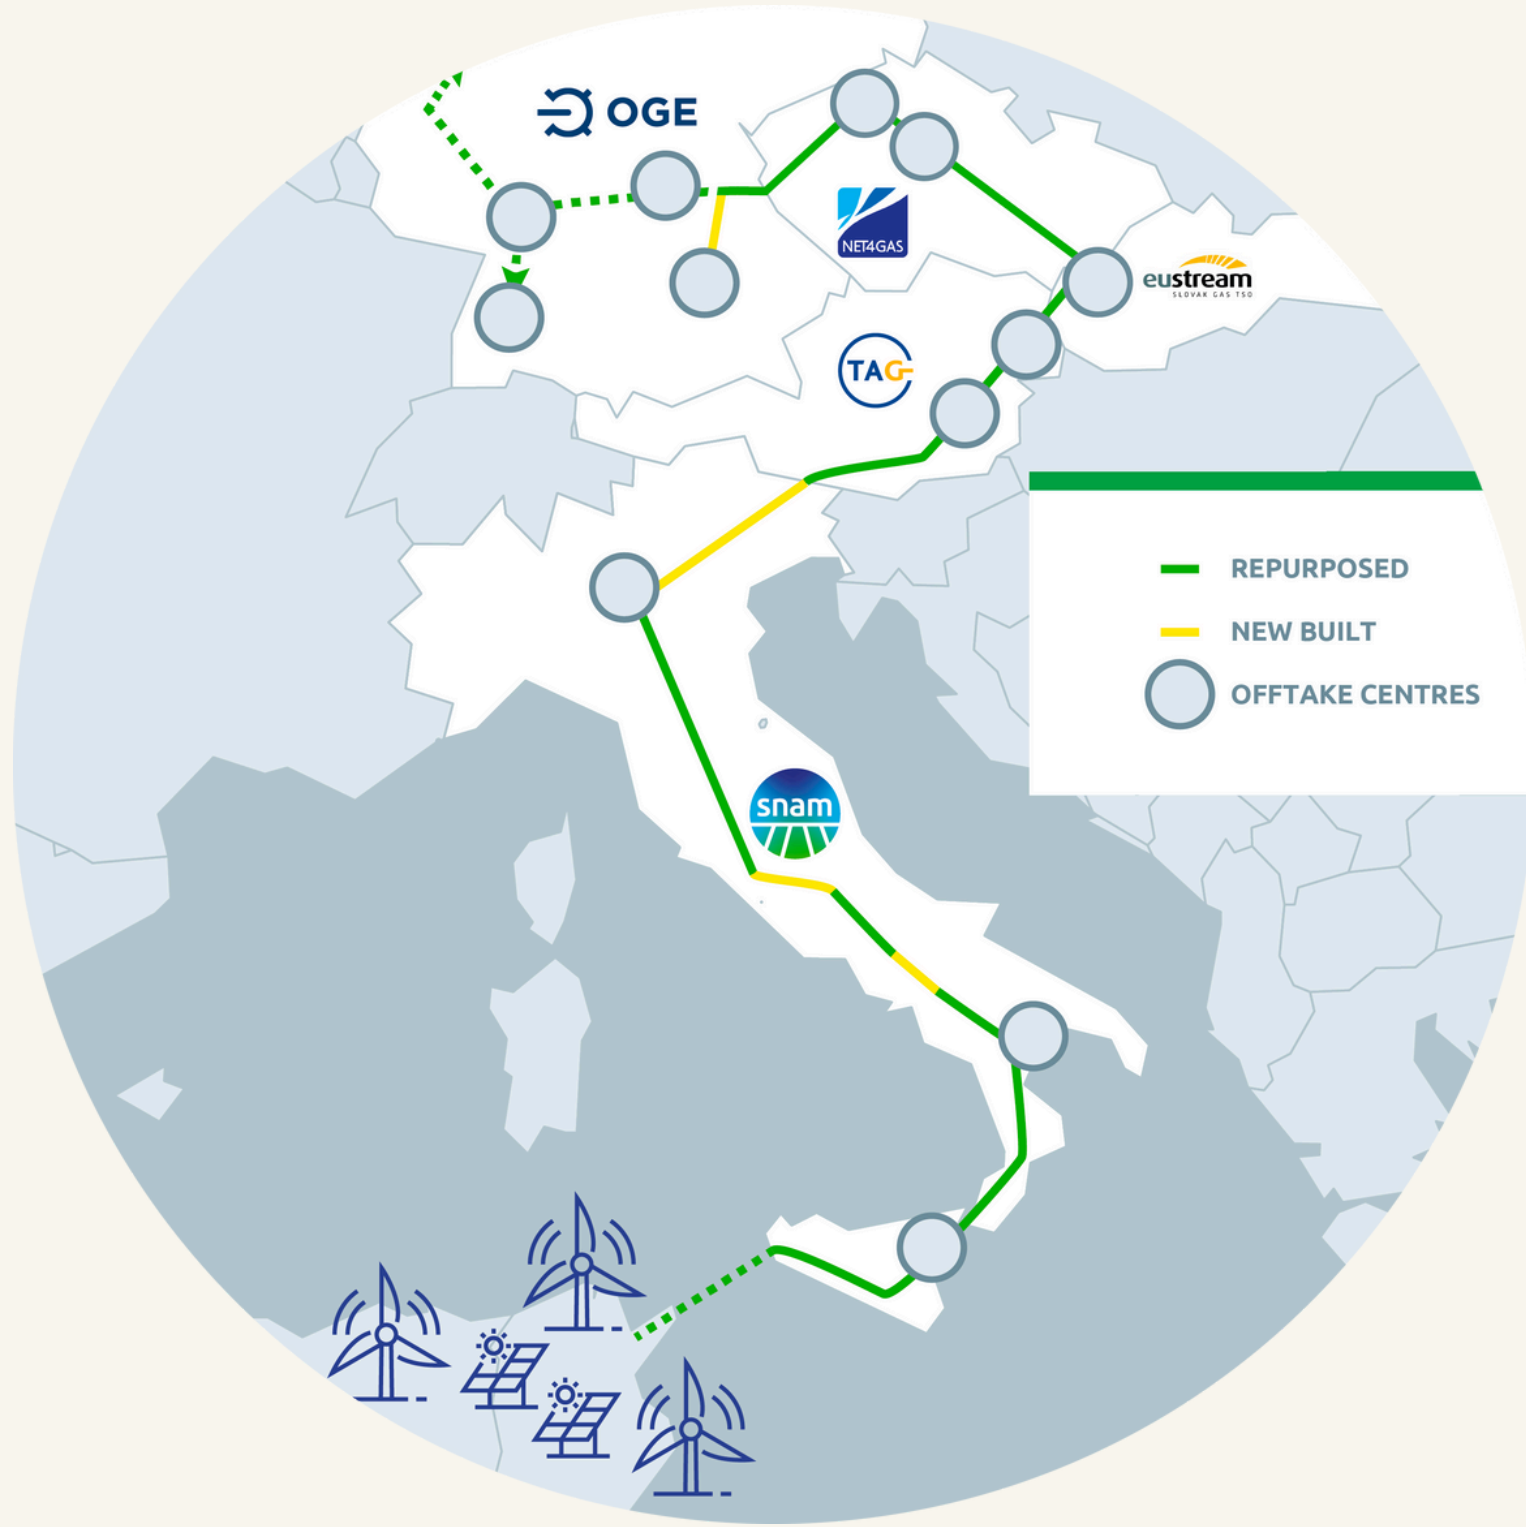 OGE
NET4GAS
eustream
SLOVAK GAS TSO
TAG
REPURPOSED
NEW BUILT
OFFTAKE CENTRES
snam